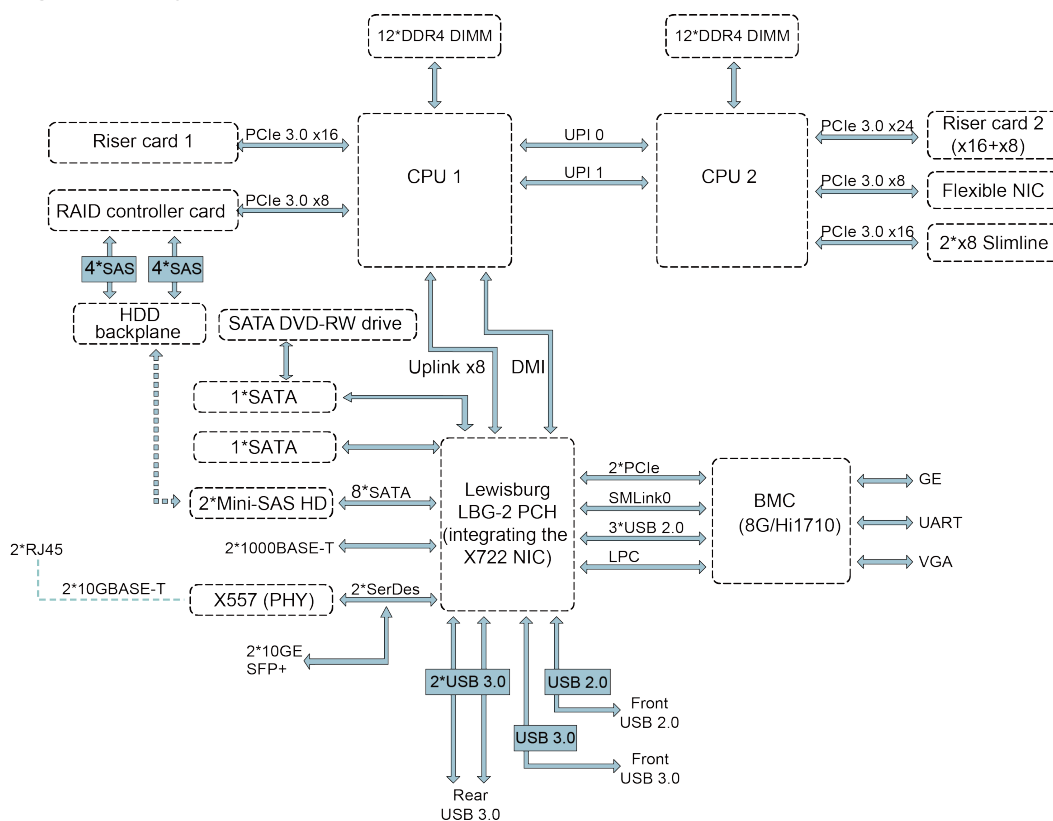 12*DDR4 DIMM
12*DDR4 DIMM
Riser card 1
PCIe 3.0 x16
CPU 1
UPI 0
UPI 1
CPU 2
PCIe 3.0 x24
Riser card 2
(x16+x8)
RAID controller card
PCIe 3.0 x8
PCIe 3.0 x8
Flexible NIC
PCIe 3.0 x16
2*x8 Slimline
4*SAS
4*SAS
HDD
backplane
SATA DVD-RW drive
Uplink x8
DMI
1*SATA
1*SATA
2*Mini-SAS HD
8*SATA
Lewisburg
LBG-2 PCH
(integrating the
X722 NIC)
2*PCIe
SMLink0
3*USB 2.0
LPC
BMC
(8G/Hi1710)
GE
UART
VGA
2*1000BASE-T
2*RJ45
2*10GBASE-T
X557 (PHY)
2*SerDes
2*10GE
SFP+
2*USB 3.0
USB 2.0
Front
USB 2.0
USB 3.0
Front
USB 3.0
Rear
USB 3.0